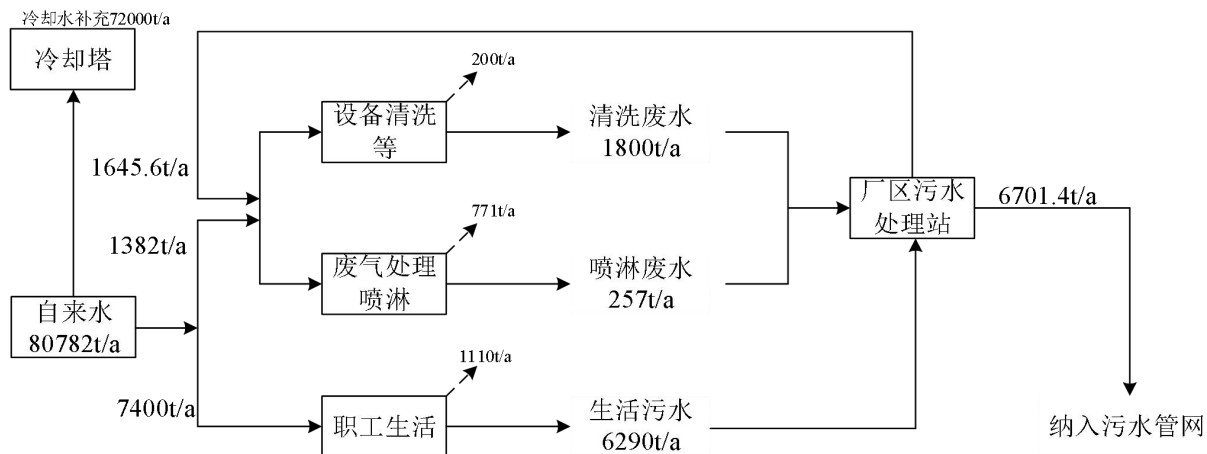 冷却水补充72000t/a
冷却塔
200t/a
设备清洗
等
清洗废水
1800t/a
1645.6t/a
厂区污水
处理站
6701.4t/a
771t/a
1382t/a
废气处理
喷淋
喷淋废水
257t/a
自来水
80782t/a
1110t/a
7400t/a
职工生活
生活污水
6290t/a
纳入污水管网